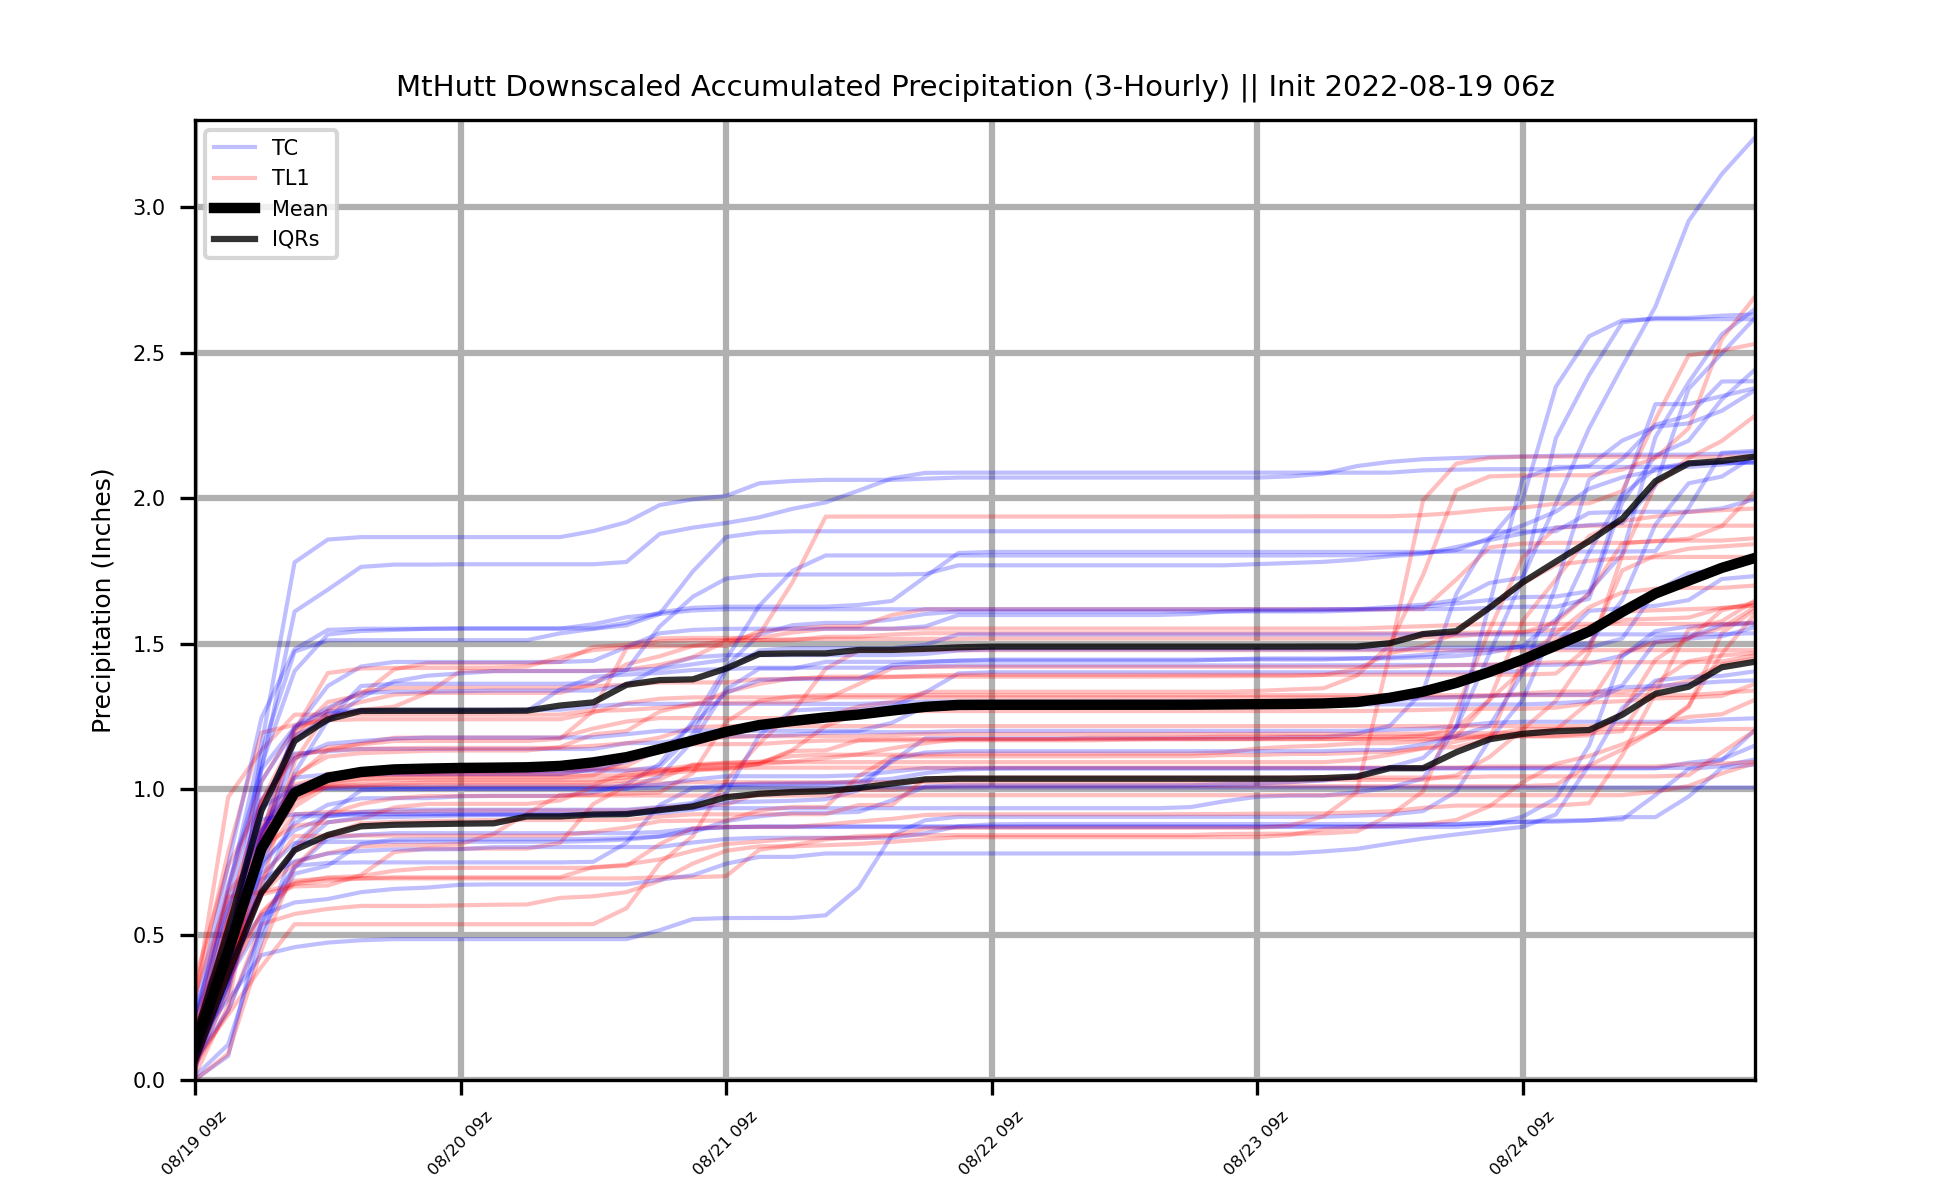 MtHutt Downscaled Accumulated Precipitation (3-Hourly) || Init 2022-08-19 06z
TC
TL1
Mean
IQRs
Precipitation (Inches)
3.0
2.5
2.0
1.5
1.0
0.5
0.0
08/19 09z
08/20 09z
08/21 09z
08/22 09z
08/23 09z
08/24 09z